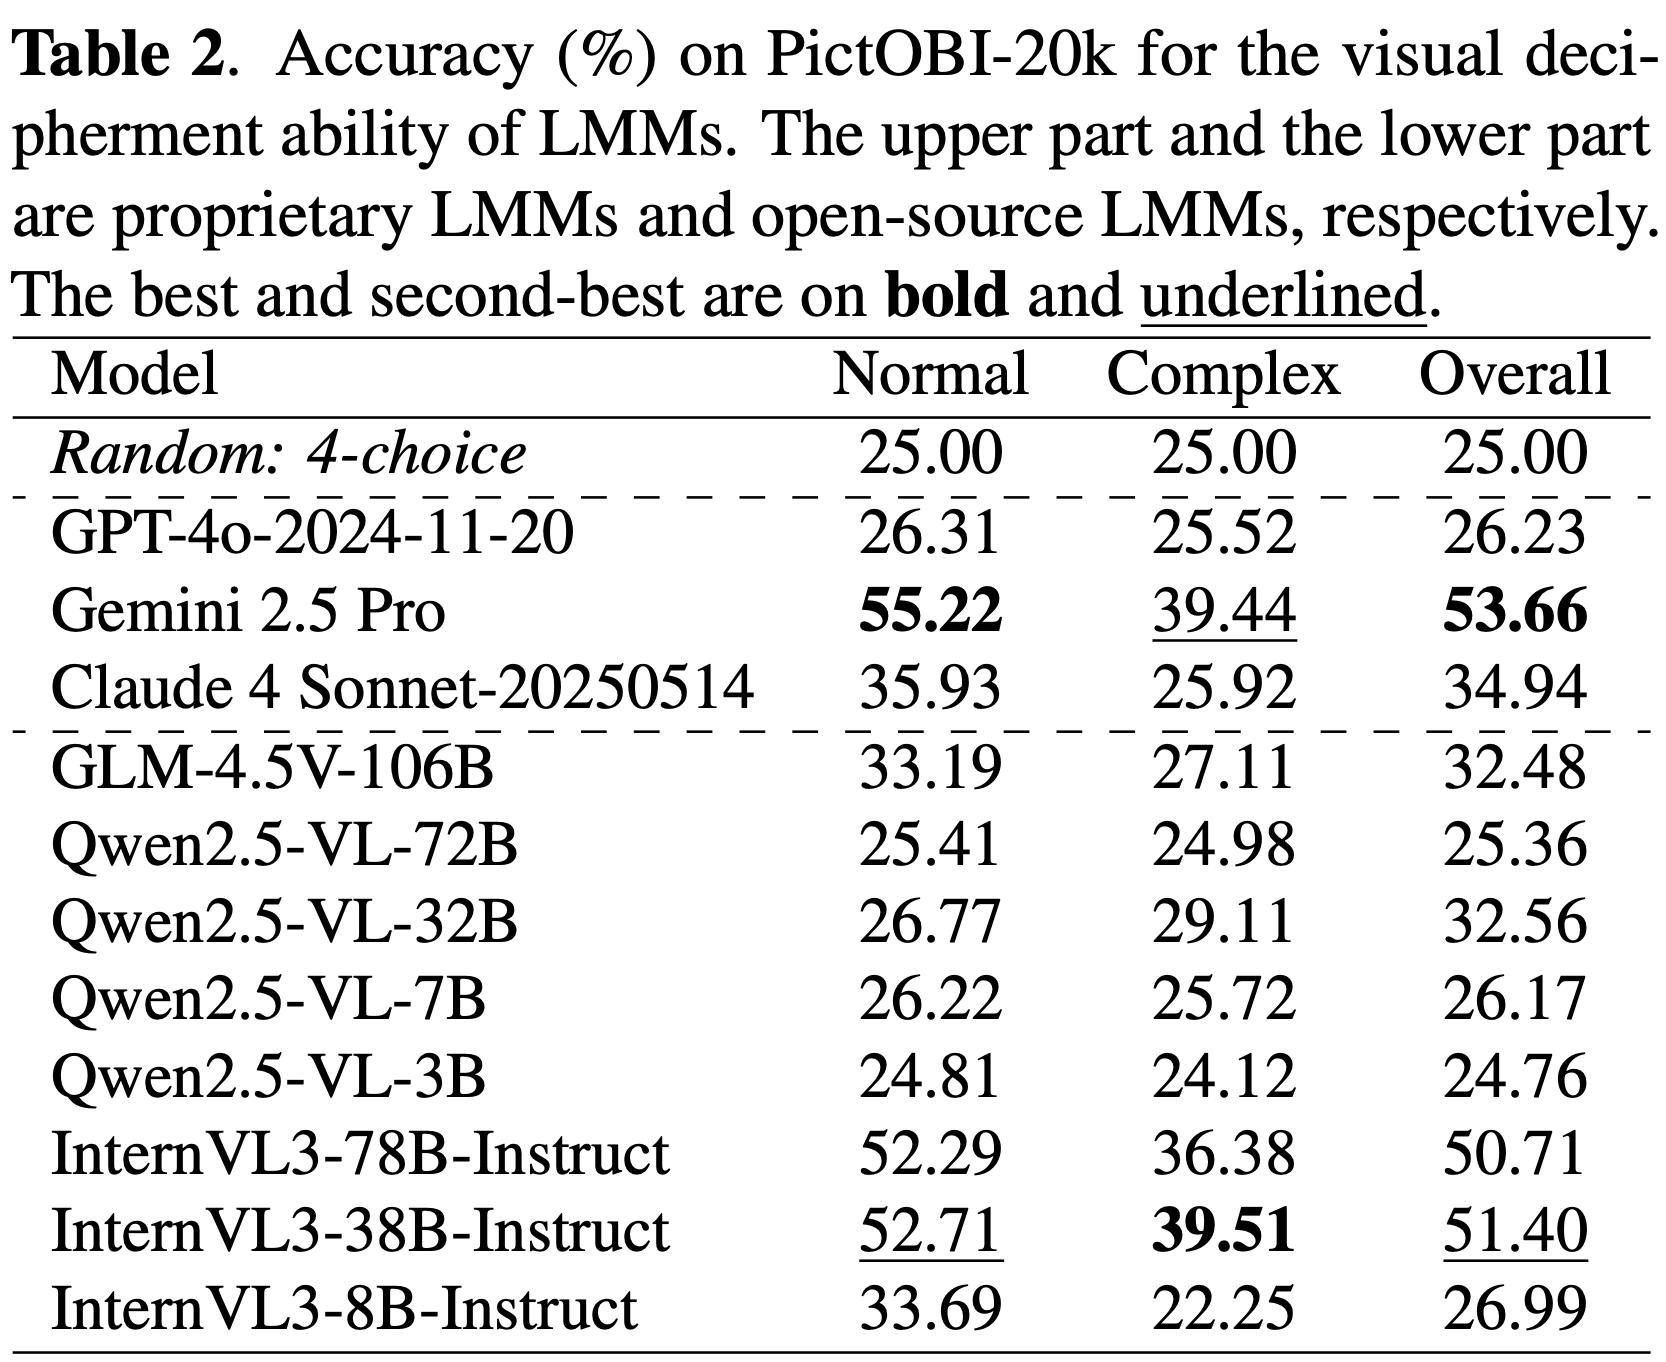 Table 2. Accuracy (%) on PictOBI-20k for the visual deci-
pherment ability of LMMs. The upper part and the lower part
are proprietary LMMs and open-source LMMs, respectively.
The best and second-best are on bold and underlined.
Model Normal Complex Overall
Random: 4-choice 25.00 25.00 25.00
GPT-4o-2024-11-20 26.31 25.52 26.23
Gemini 2.5 Pro 55.22 39.44 53.66
Claude 4 Sonnet-20250514 35.93 25.92 34.94
GLM-4.5V-106B 33.19 27.11 32.48
Qwen2.5-VL-72B 25.41 24.98 25.36
Qwen2.5-VL-32B 26.77 29.11 32.56
Qwen2.5-VL-7B 26.22 25.72 26.17
Qwen2.5-VL-3B 24.81 24.12 24.76
InternVL3-78B-Instruct 52.29 36.38 50.71
InternVL3-38B-Instruct 52.71 39.51 51.40
InternVL3-8B-Instruct 33.69 22.25 26.99